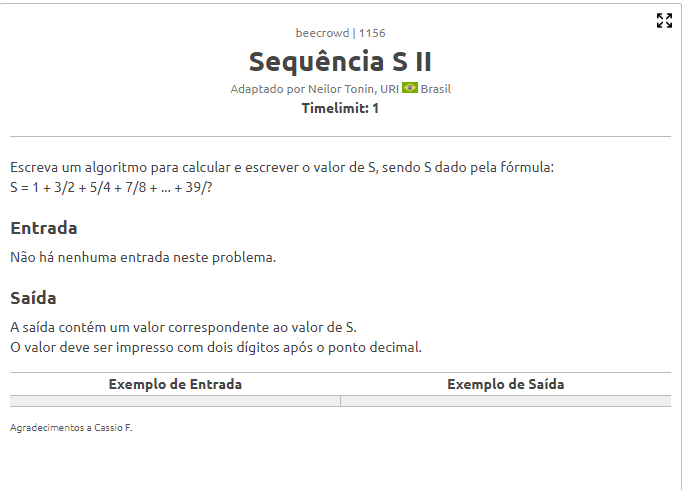 beecrowd | 1156
Sequência S II
Adaptado por Neilor Tonin, URI Brasil
Timelimit: 1
Escreva um algoritmo para calcular e escrever o valor de S, sendo S dado pela fórmula:
S = 1 + 3/2 + 5/4 + 7/8 + ... + 39/?
Entrada
Não há nenhuma entrada neste problema.
Saída
A saída contém um valor correspondente ao valor de S.
O valor deve ser impresso com dois dígitos após o ponto decimal.
Exemplo de Entrada Exemplo de Saída
Agradecimentos a Cassio F.